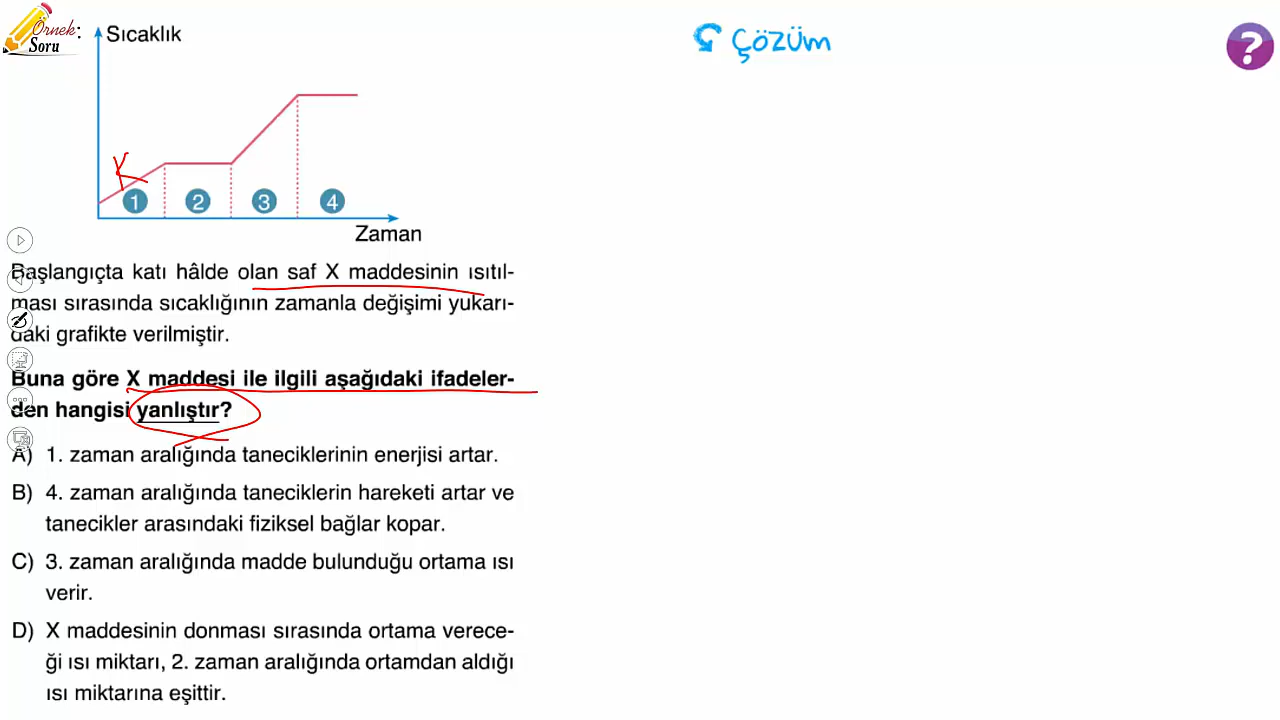 Örnek:
Soru
Sıcaklık
K
1 2 3 4
Zaman
Başlangıçta katı hâlde olan saf X maddesinin ısıtıl-
ması sırasında sıcaklığının zamanla değişimi yukarı-
daki grafikte verilmiştir.
Buna göre X maddesi ile ilgili aşağıdaki ifadeler-
den hangisi yanlıştır?
A) 1. zaman aralığında taneciklerinin enerjisi artar.
B) 4. zaman aralığında taneciklerin hareketi artar ve
tanecikler arasındaki fiziksel bağlar kopar.
C) 3. zaman aralığında madde bulunduğu ortama ısı
verir.
D) X maddesinin donması sırasında ortama verece-
ği ısı miktarı, 2. zaman aralığında ortamdan aldığı
ısı miktarına eşittir.
Çözüm
?